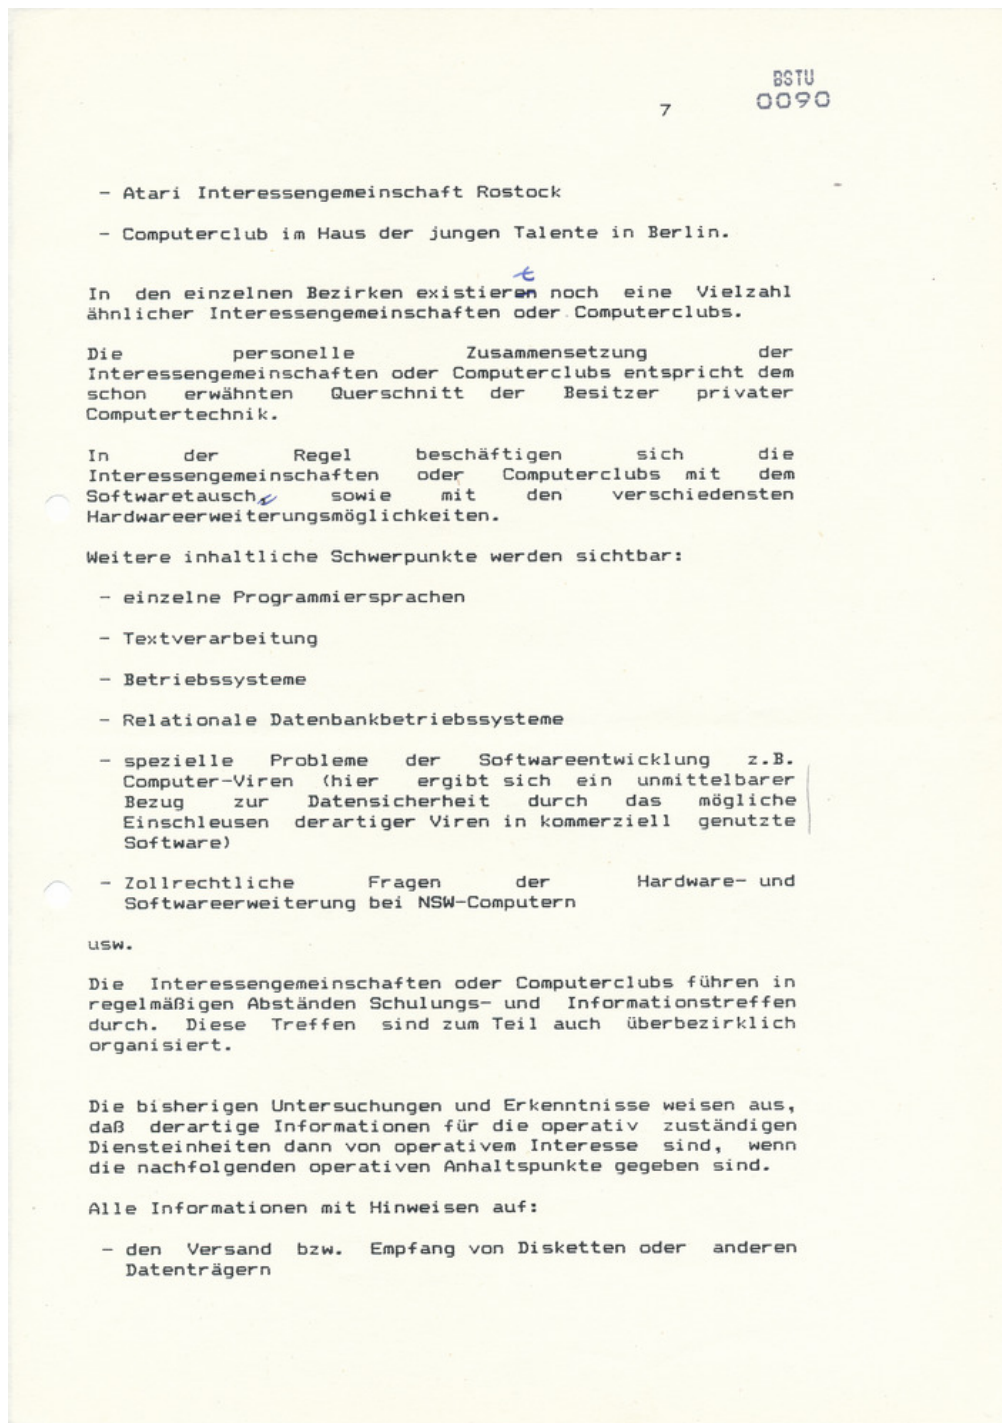 BSTU
0090
7
- Atari Interessengemeinschaft Rostock
- Computerclub im Haus der jungen Talente in Berlin.
t
In den einzelnen Bezirken existieren noch eine Vielzahl
ähnlicher Interessengemeinschaften oder Computerclubs.
Die personelle Zusammensetzung der
Interessengemeinschaften oder Computerclubs entspricht dem
schon erwähnten Querschnitt der Besitzer privater
Computertechnik.
In der Regel beschäftigen sich die
Interessengemeinschaften oder Computerclubs mit dem
Softwaretausch, sowie mit den verschiedensten
Hardwareerweiterungsmöglichkeiten.
Weitere inhaltliche Schwerpunkte werden sichtbar:
- einzelne Programmiersprachen
- Textverarbeitung
- Betriebssysteme
- Relationale Datenbankbetriebssysteme
- spezielle Probleme der Softwareentwicklung z.B.
Computer-Viren (hier ergibt sich ein unmittelbarer
Bezug zur Datensicherheit durch das mögliche
Einschleusen derartiger Viren in kommerziell genutzte
Software)
- Zollrechtliche Fragen der Hardware- und
Softwareerweiterung bei NSW-Computern
usw.
Die Interessengemeinschaften oder Computerclubs führen in
regelmäßigen Abständen Schulungs- und Informationstreffen
durch. Diese Treffen sind zum Teil auch überbezirklich
organisiert.
Die bisherigen Untersuchungen und Erkenntnisse weisen aus,
daß derartige Informationen für die operativ zuständigen
Diensteinheiten dann von operativem Interesse sind, wenn
die nachfolgenden operativen Anhaltspunkte gegeben sind.
Alle Informationen mit Hinweisen auf:
- den Versand bzw. Empfang von Disketten oder anderen
Datenträgern